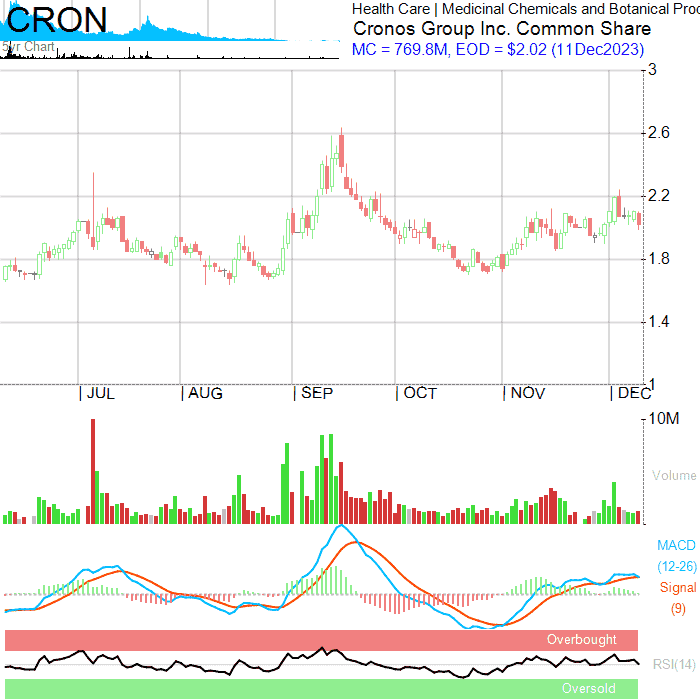 CRON
5yr Chart
Health Care | Medicinal Chemicals and Botanical Proc
Cronos Group Inc. Common Share
MC = 769.8M, EOD = $2.02 (11Dec2023)
3
2.6
2.2
1.8
1.4
1
| JUL | AUG | SEP | OCT | NOV | DEC
10M
Volume
MACD
(12-26)
Signal
(9)
Overbought
RSI(14)
Oversold